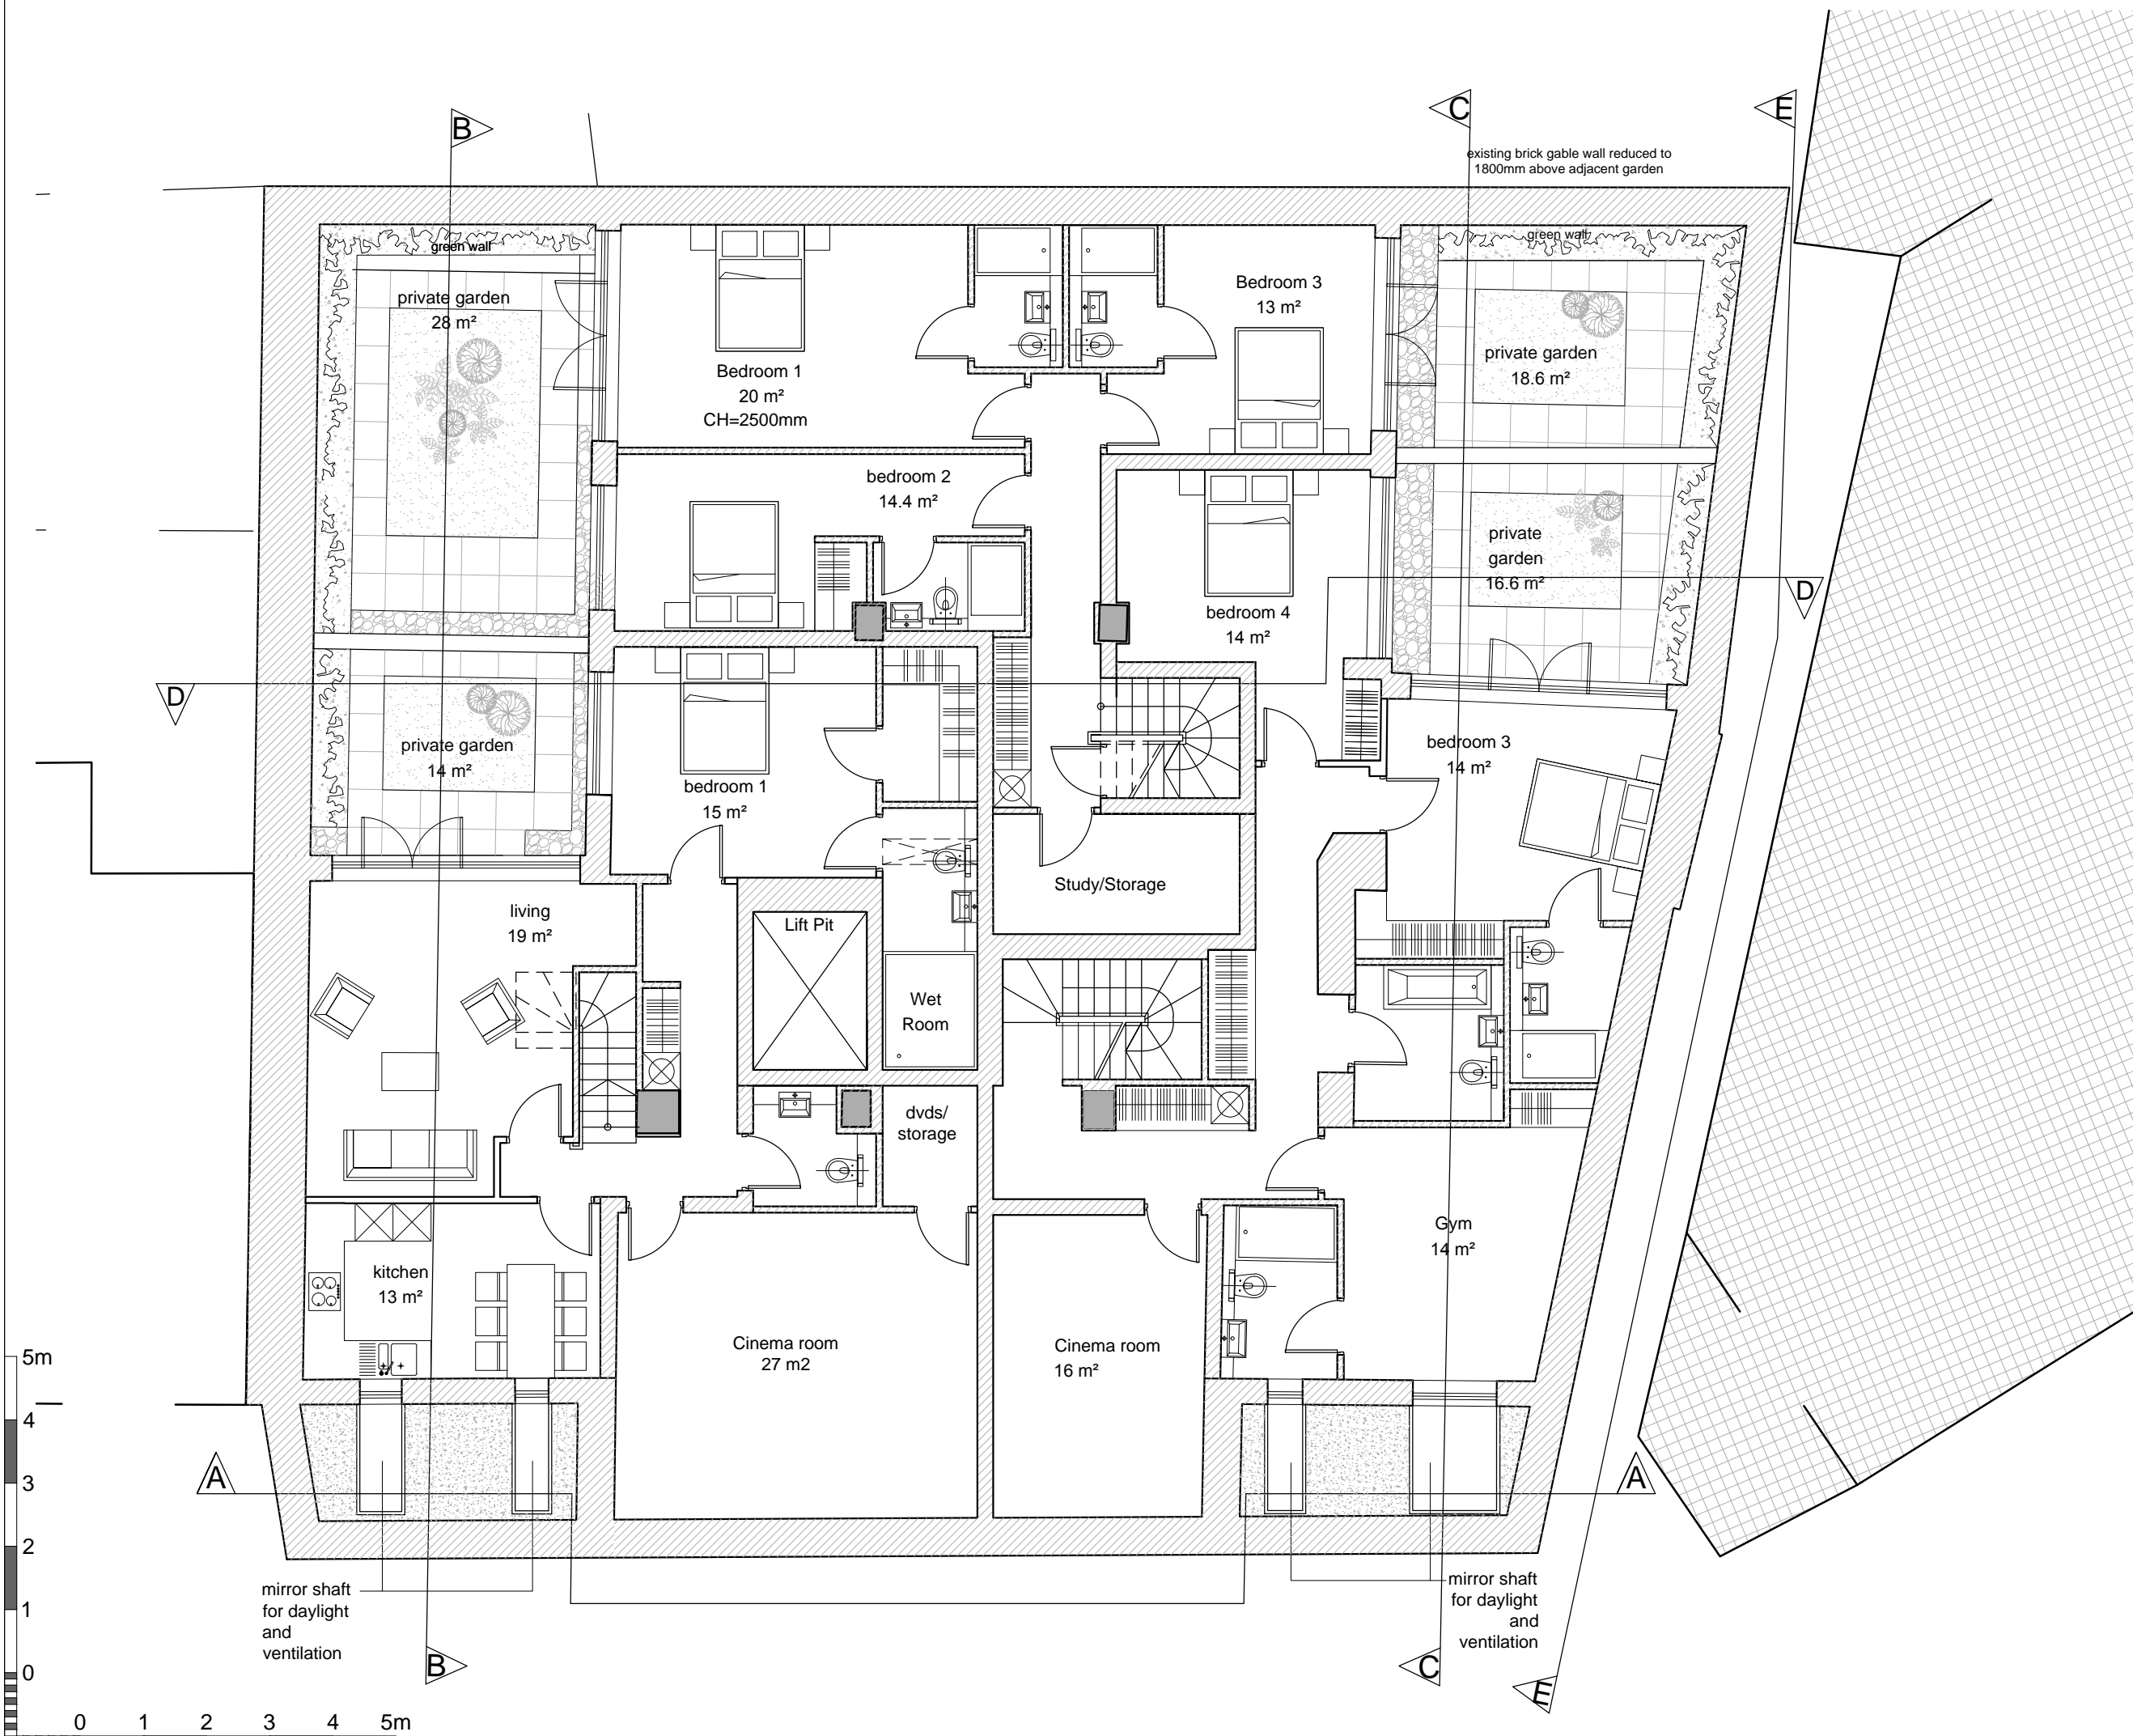 B
C
E
existing brick gable wall reduced to
1800mm above adjacent garden
green wall
green wall
private garden
28 m²
Bedroom 1
20 m²
CH=2500mm
Bedroom 3
13 m²
private garden
18.6 m²
bedroom 2
14.4 m²
private
garden
16.6 m²
bedroom 4
14 m²
D
D
private garden
14 m²
bedroom 1
15 m²
bedroom 3
14 m²
Study/Storage
living
19 m²
Lift Pit
Wet
Room
dvds/
storage
kitchen
13 m²
Cinema room
27 m2
Cinema room
16 m²
Gym
14 m²
5m
4
3
2
1
0
A
A
mirror shaft
for daylight
and
ventilation
mirror shaft
for daylight
and
ventilation
B
C
E
0 1 2 3 4 5m